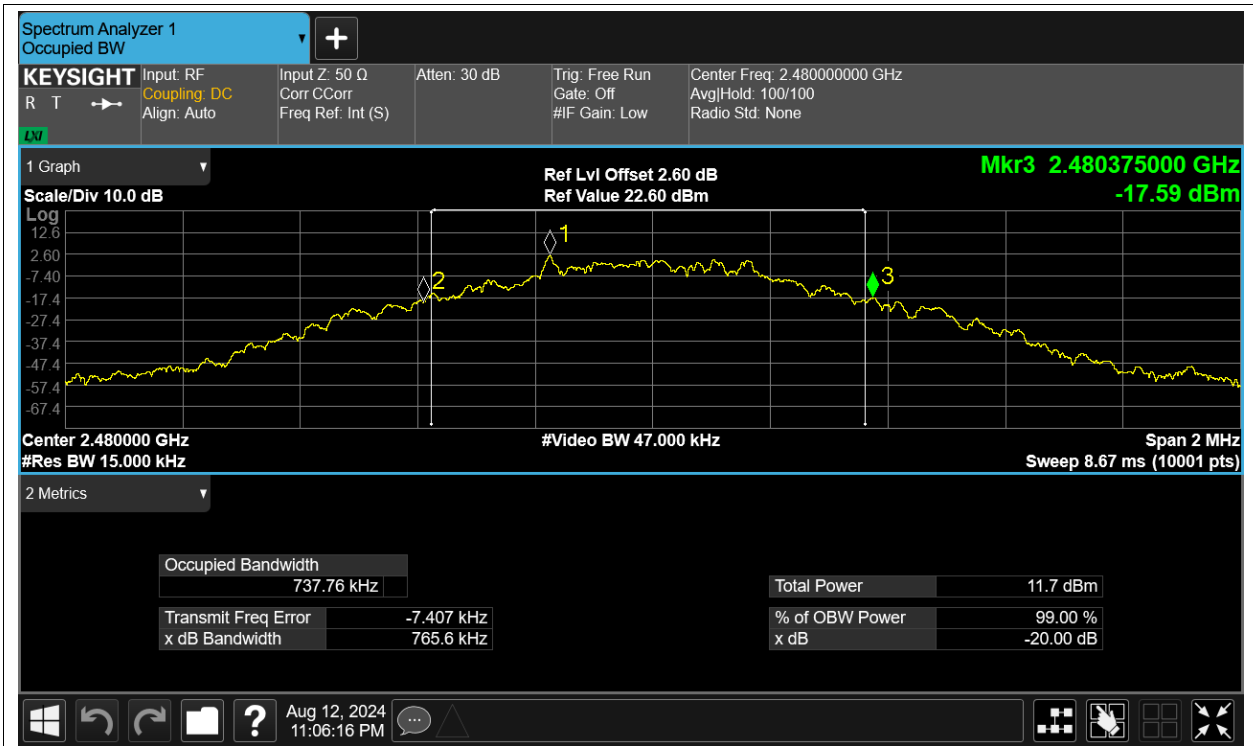 Spectrum Analyzer 1
Occupied BW
KEYSIGHT
R T
LXI
Input: RF
Coupling: DC
Align: Auto
Input Z: 50 Ω
Corr CCorr
Freq Ref: Int (S)
Atten: 30 dB
Trig: Free Run
Gate: Off
#IF Gain: Low
Center Freq: 2.480000000 GHz
Avg|Hold: 100/100
Radio Std: None
1 Graph
Scale/Div 10.0 dB
Ref Lvl Offset 2.60 dB
Ref Value 22.60 dBm
Mkr3 2.480375000 GHz
-17.59 dBm
Log
12.6
2.60
-7.40
-17.4
-27.4
-37.4
-47.4
-57.4
-67.4
1
2
3
Center 2.480000 GHz
#Res BW 15.000 kHz
#Video BW 47.000 kHz
Span 2 MHz
Sweep 8.67 ms (10001 pts)
2 Metrics
Occupied Bandwidth
737.76 kHz
Transmit Freq Error -7.407 kHz
x dB Bandwidth 765.6 kHz
Total Power 11.7 dBm
% of OBW Power 99.00 %
x dB -20.00 dB
?
Aug 12, 2024
11:06:16 PM